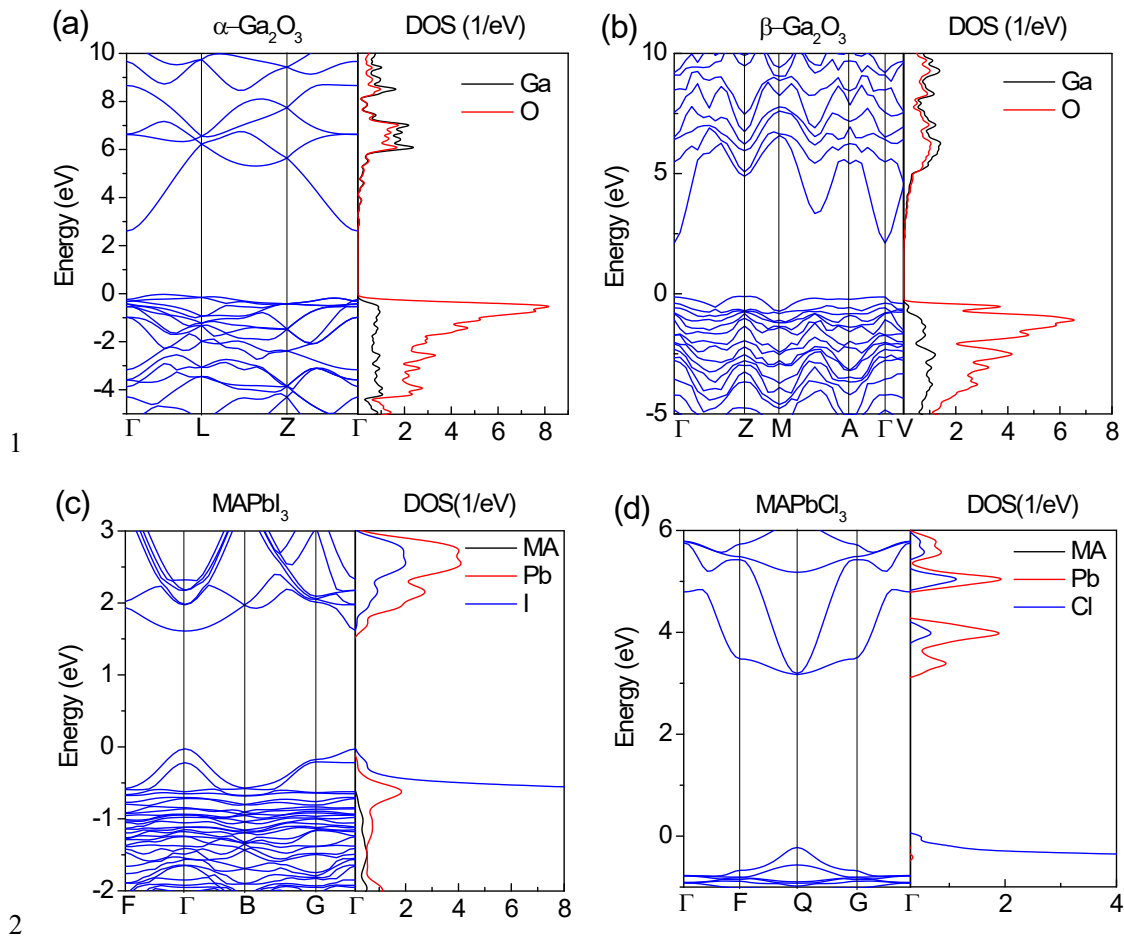 (a) α–Ga₂O₃ DOS (1/eV)
10
8
6
4
2
0
-2
-4
Energy (eV)
Ga
O
Γ L Z Γ 2 4 6 8
(b) β–Ga₂O₃ DOS (1/eV)
10
5
0
-5
Energy (eV)
Ga
O
Γ Z M A Γ V 2 4 6 8
1
(c) MAPbI₃ DOS(1/eV)
3
2
1
0
-1
-2
Energy (eV)
MA
Pb
I
F Γ B G Γ 2 4 6 8
(d) MAPbCl₃ DOS(1/eV)
6
4
2
0
Energy (eV)
MA
Pb
Cl
Γ F Q G Γ 2 4
2